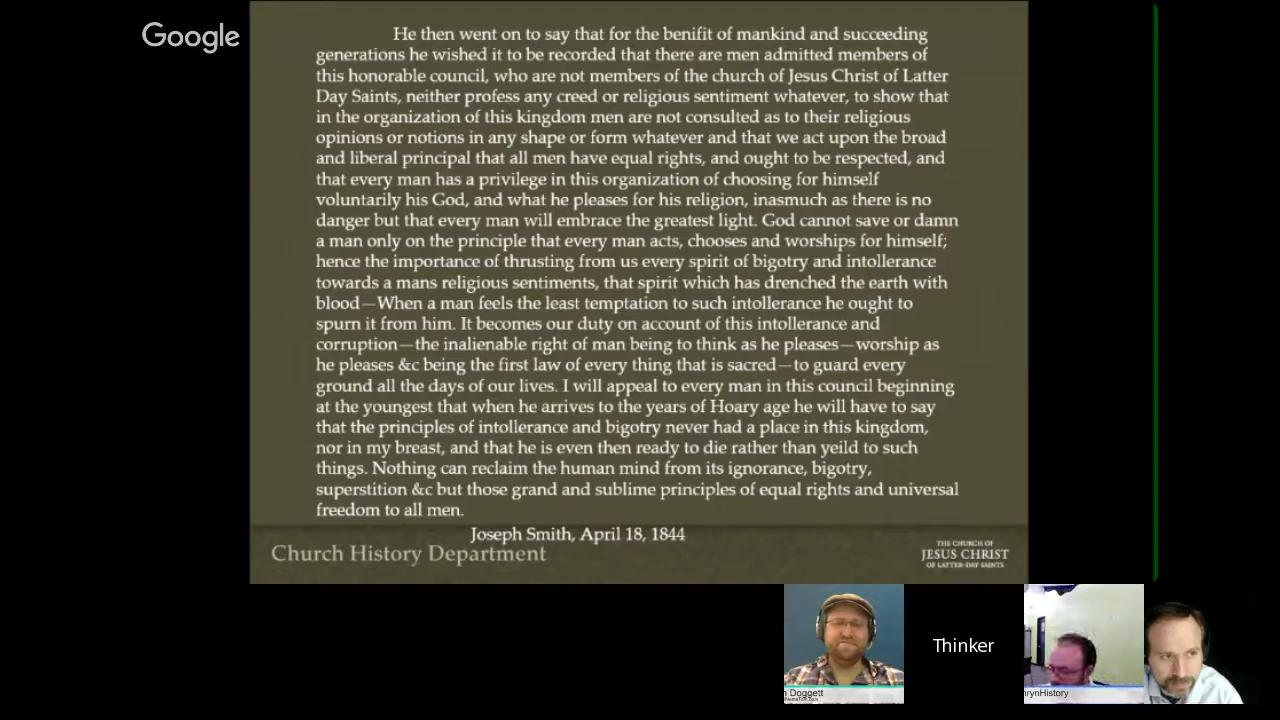 Google
He then went on to say that for the benifit of mankind and succeeding
generations he wished it to be recorded that there are men admitted members of
this honorable council, who are not members of the church of Jesus Christ of Latter
Day Saints, neither profess any creed or religious sentiment whatever, to show that
in the organization of this kingdom men are not consulted as to their religious
opinions or notions in any shape or form whatever and that we act upon the broad
and liberal principal that all men have equal rights, and ought to be respected, and
that every man has a privilege in this organization of choosing for himself
voluntarily his God, and what he pleases for his religion, inasmuch as there is no
danger but that every man will embrace the greatest light. God cannot save or damn
a man only on the principle that every man acts, chooses and worships for himself;
hence the importance of thrusting from us every spirit of bigotry and intollerance
towards a mans religious sentiments, that spirit which has drenched the earth with
blood—When a man feels the least temptation to such intollerance he ought to
spurn it from him. It becomes our duty on account of this intollerance and
corruption—the inalienable right of man being to think as he pleases—worship as
he pleases &c being the first law of every thing that is sacred—to guard every
ground all the days of our lives. I will appeal to every man in this council beginning
at the youngest that when he arrives to the years of Hoary age he will have to say
that the principles of intollerance and bigotry never had a place in this kingdom,
nor in my breast, and that he is even then ready to die rather than yeild to such
things. Nothing can reclaim the human mind from its ignorance, bigotry,
superstition &c but those grand and sublime principles of equal rights and universal
freedom to all men.
Joseph Smith, April 18, 1844
Church History Department
THE CHURCH OF
JESUS CHRIST
OF LATTER-DAY SAINTS
Thinker
Doggett
rynHistory